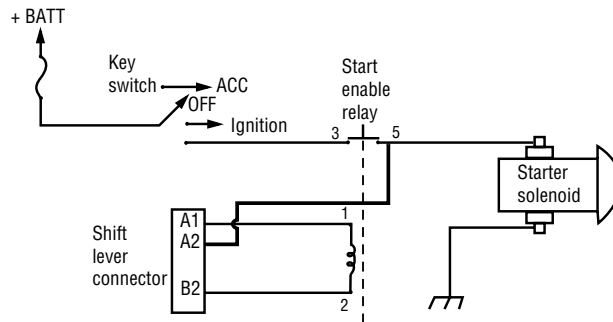 + BATT
Key
switch
ACC
OFF
Ignition
Start
enable
relay
3
5
Starter
solenoid
Shift
lever
connector
A1
A2
B2
1
2